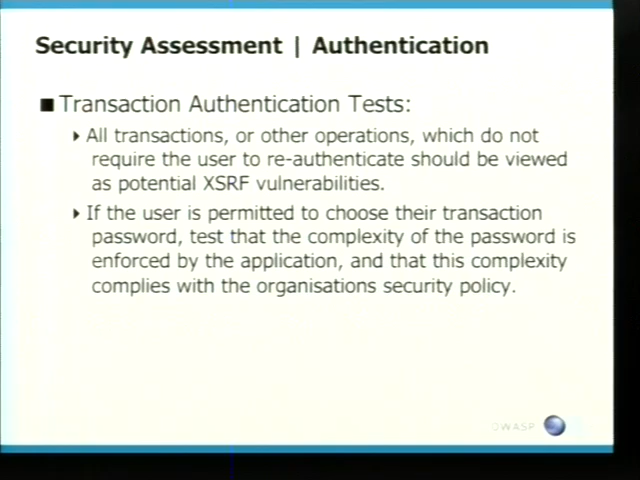 Security Assessment | Authentication
■ Transaction Authentication Tests:
All transactions, or other operations, which do not
require the user to re-authenticate should be viewed
as potential XSRF vulnerabilities.
If the user is permitted to choose their transaction
password, test that the complexity of the password is
enforced by the application, and that this complexity
complies with the organisations security policy.
OWASP